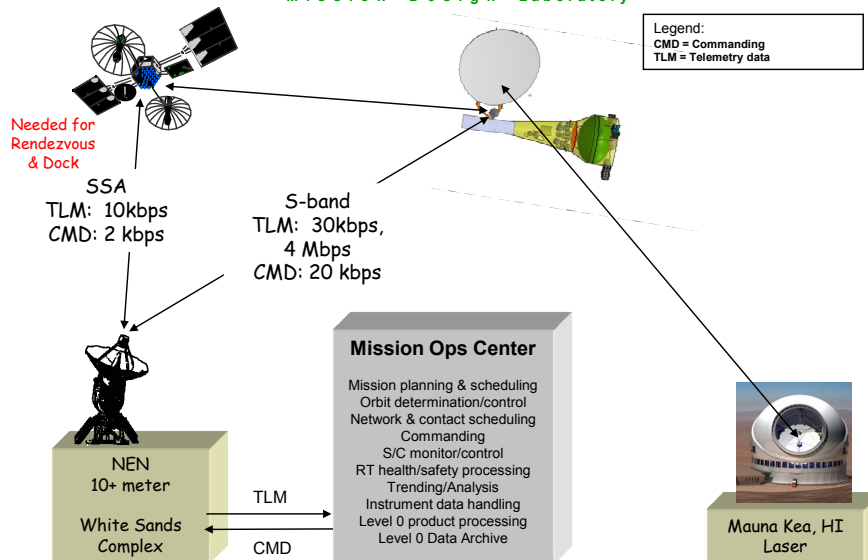 Mission Design Laboratory
Legend:
CMD = Commanding
TLM = Telemetry data
Needed for
Rendezvous
& Dock
SSA
TLM: 10kbps
CMD: 2 kbps
S-band
TLM: 30kbps,
4 Mbps
CMD: 20 kbps
Mission Ops Center
Mission planning & scheduling
Orbit determination/control
Network & contact scheduling
Commanding
S/C monitor/control
RT health/safety processing
Trending/Analysis
Instrument data handling
Level 0 product processing
Level 0 Data Archive
NEN
10+ meter
White Sands
Complex
TLM
CMD
Mauna Kea, HI
Laser